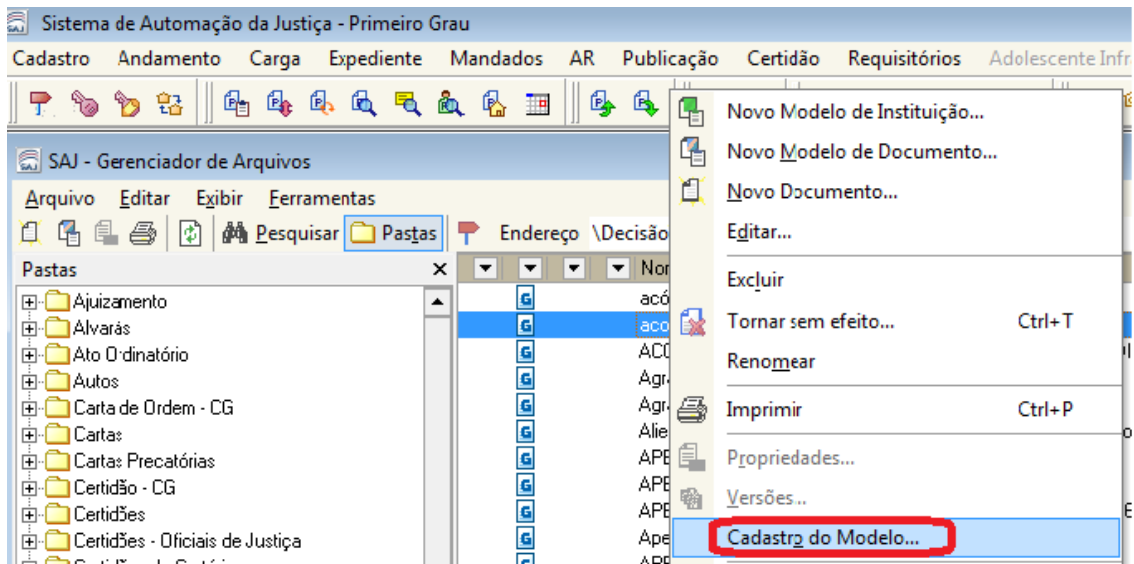 Sistema de Automação da Justiça - Primeiro Grau
Cadastro Andamento Carga Expediente Mandados AR Publicação Certidão Requisitórios Adolescente Infr
SAJ - Gerenciador de Arquivos
Arquivo Editar Exibir Ferramentas
Pesquisar Pastas Endereço \Decisão
Pastas
Ajuizamento
Alvarás
Ato Ordinatório
Autos
Carta de Ordem - CG
Cartas
Cartas Precatórias
Certidão - CG
Certidões
Certidões - Oficiais de Justiça
Nor
acó
aco
ACO
Agr
Agr
Alie
APE
APE
APE
Ape
Novo Modelo de Instituição...
Novo Modelo de Documento...
Novo Documento...
Editar...
Excluir
Tornar sem efeito... Ctrl+T
Renomear
Imprimir Ctrl+P
Propriedades...
Versões...
Cadastro do Modelo...